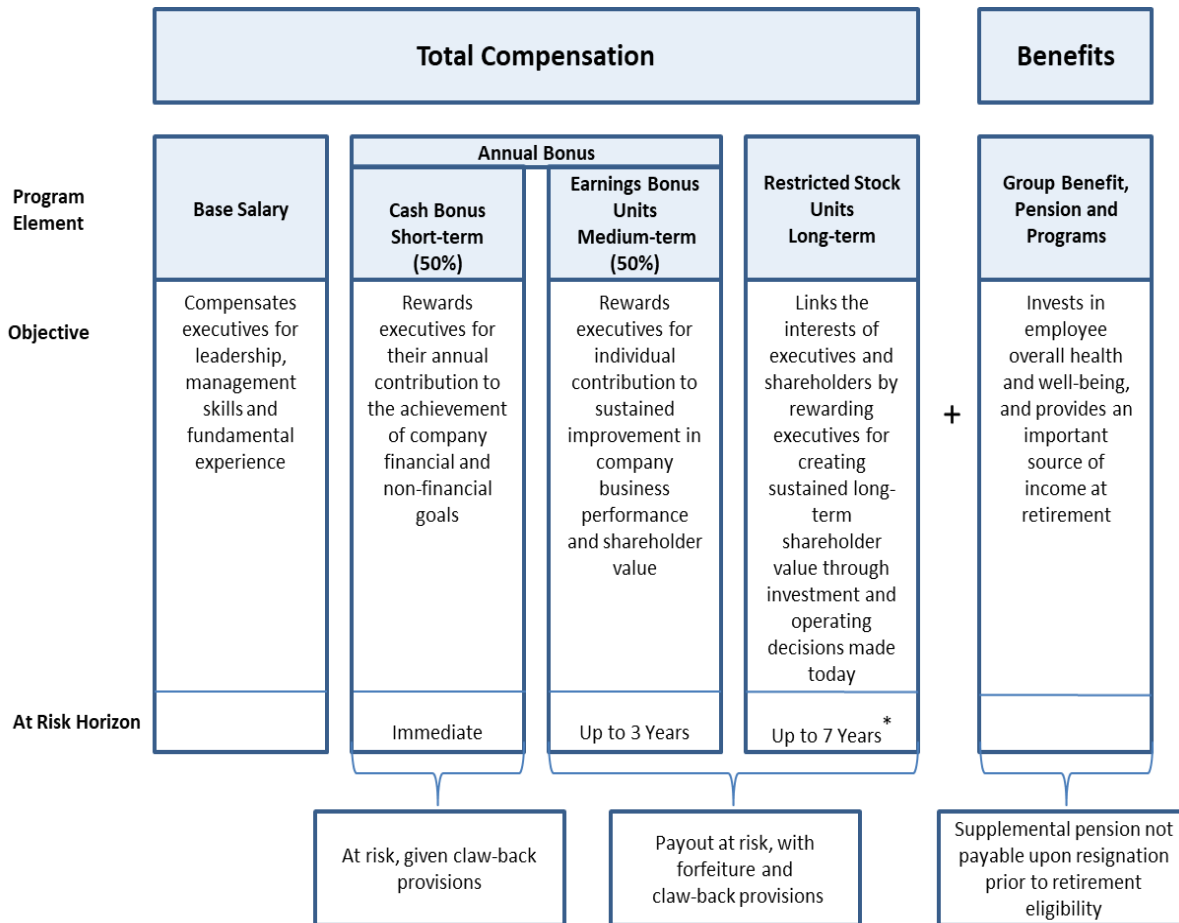 Total Compensation
Benefits
Program
Element
Base Salary
Annual Bonus
Cash Bonus
Short-term
(50%)
Earnings Bonus
Units
Medium-term
(50%)
Restricted Stock
Units
Long-term
Group Benefit,
Pension and
Programs
Objective
Compensates
executives for
leadership,
management
skills and
fundamental
experience
Rewards
executives for
their annual
contribution to
the achievement
of company
financial and
non-financial
goals
Rewards
executives for
individual
contribution to
sustained
improvement in
company
business
performance
and shareholder
value
Links the
interests of
executives and
shareholders by
rewarding
executives for
creating
sustained long-
term
shareholder
value through
investment and
operating
decisions made
today
+
Invests in
employee
overall health
and well-being,
and provides an
important
source of
income at
retirement
At Risk Horizon
Immediate
Up to 3 Years
Up to 7 Years*
At risk, given claw-back
provisions
Payout at risk, with
forfeiture and
claw-back provisions
Supplemental pension not
payable upon resignation
prior to retirement
eligibility